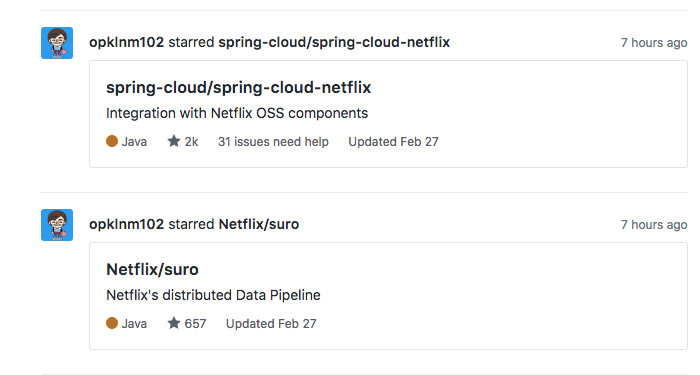 opklnm102 starred spring-cloud/spring-cloud-netflix 7 hours ago
spring-cloud/spring-cloud-netflix
Integration with Netflix OSS components
Java 2k 31 issues need help Updated Feb 27
opklnm102 starred Netflix/suro 7 hours ago
Netflix/suro
Netflix's distributed Data Pipeline
Java 657 Updated Feb 27